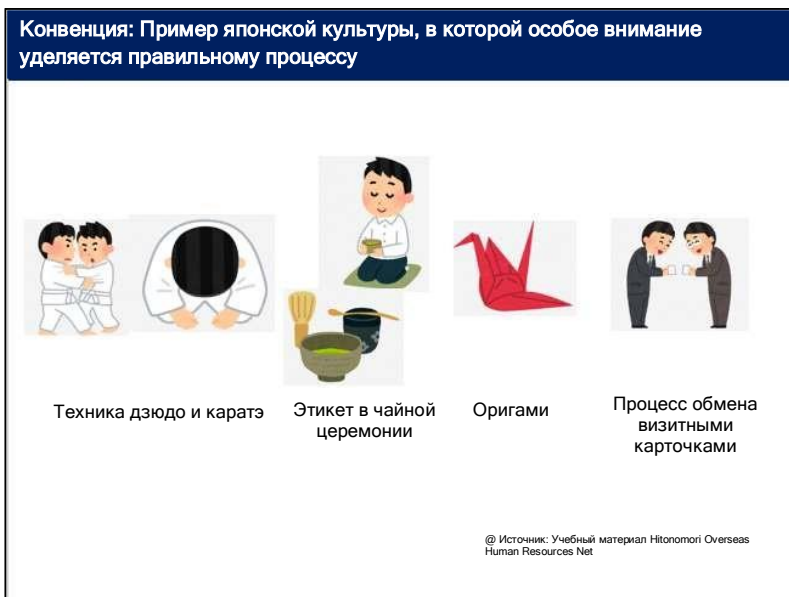 Конвенция: Пример японской культуры, в которой особое внимание
уделяется правильному процессу
Техника дзюдо и каратэ
Этикет в чайной
церемонии
Оригами
Процесс обмена
визитными
карточками
@ Источник: Учебный материал Hitonomori Overseas
Human Resources Net